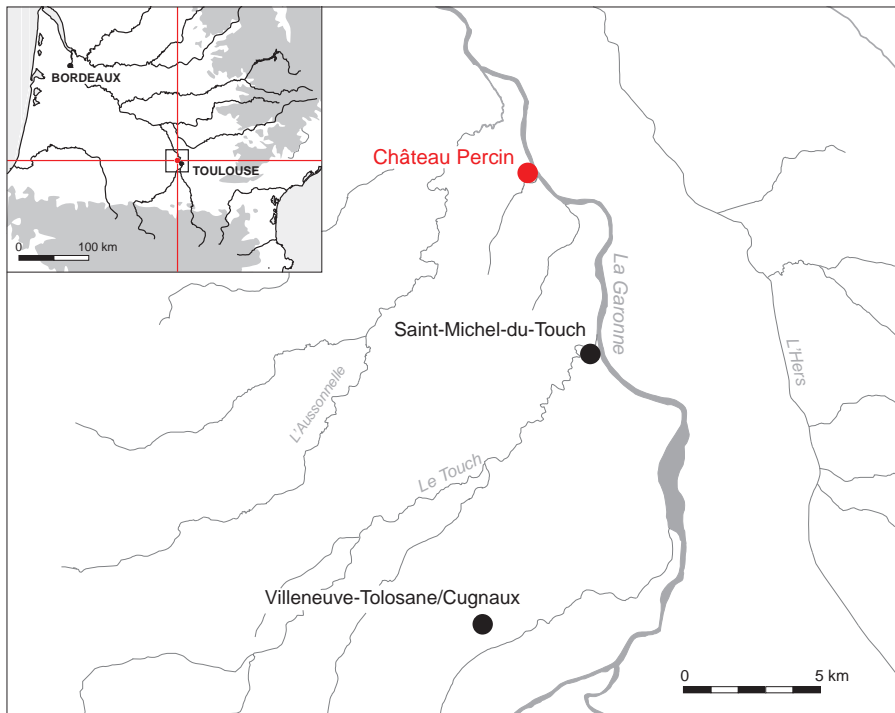 BORDEAUX
TOULOUSE
0 100 km
Château Percin
La Garonne
Saint-Michel-du-Touch
L'Hers
L'Aussonnelle
Le Touch
Villeneuve-Tolosane/Cugnaux
0 5 km